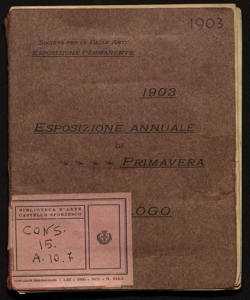 1903
SOCIETÀ PER LE BELLE ARTI
ESPOSIZIONE PERMANENTE
1903
ESPOSIZIONE ANNUALE
DI
PRIMAVERA
LOGO
BIBLIOTECA D'ARTE
CASTELLO SFORZESCO
CONS.
15.
A.10.7